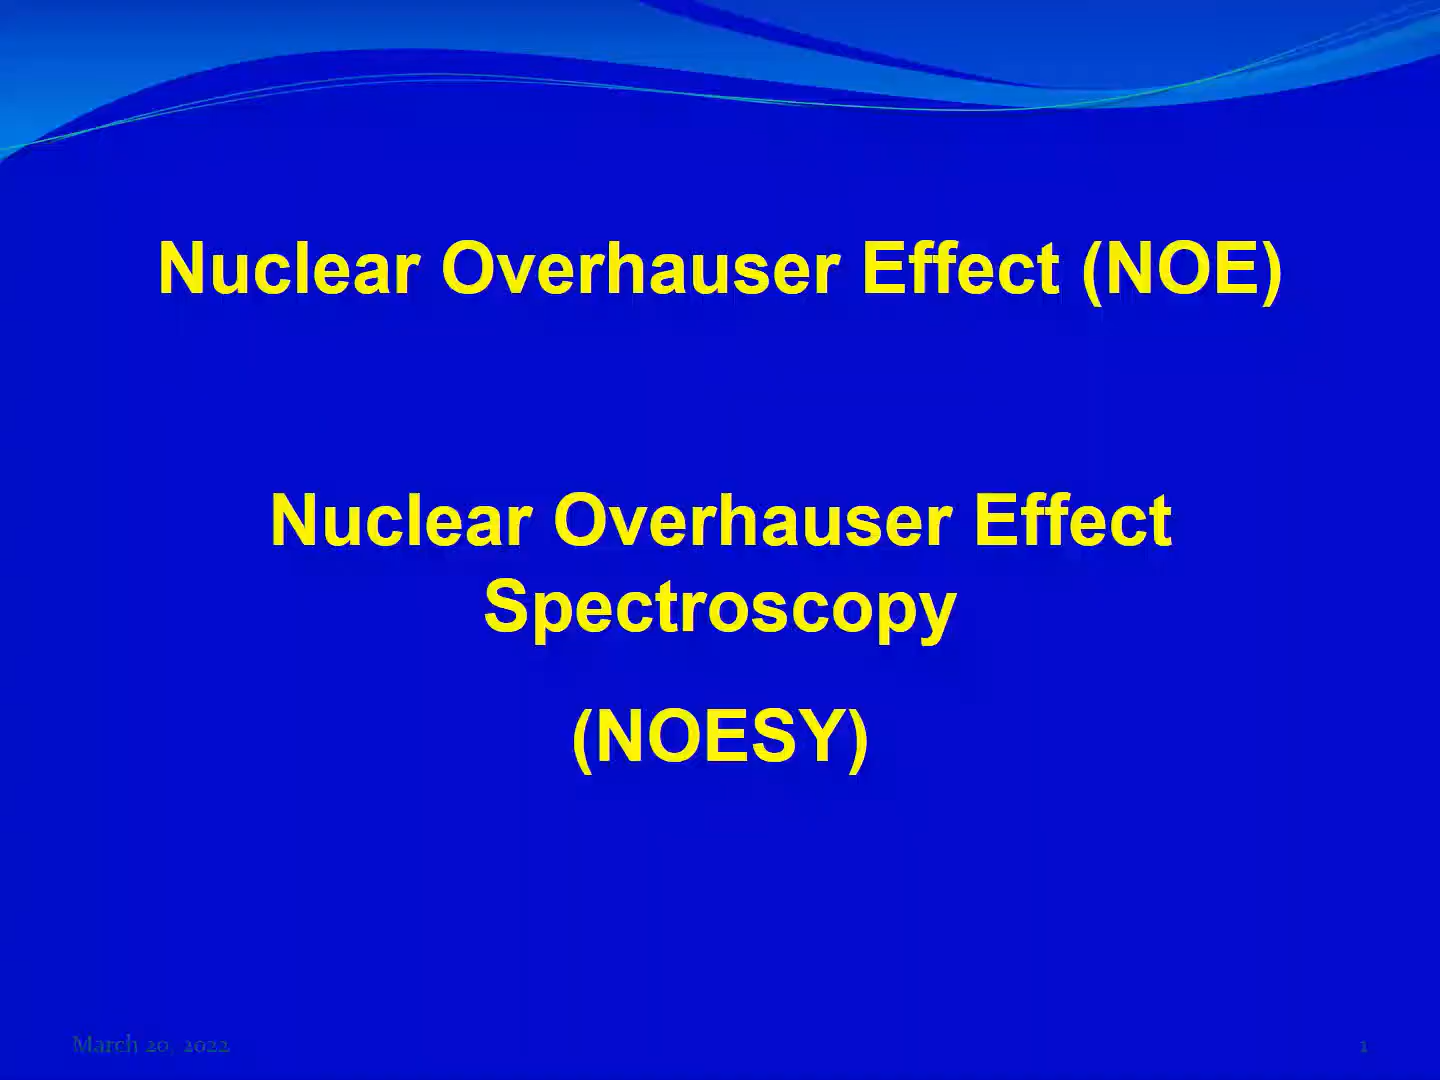 Nuclear Overhauser Effect (NOE)
Nuclear Overhauser Effect
Spectroscopy
(NOESY)
March 20, 2022
1